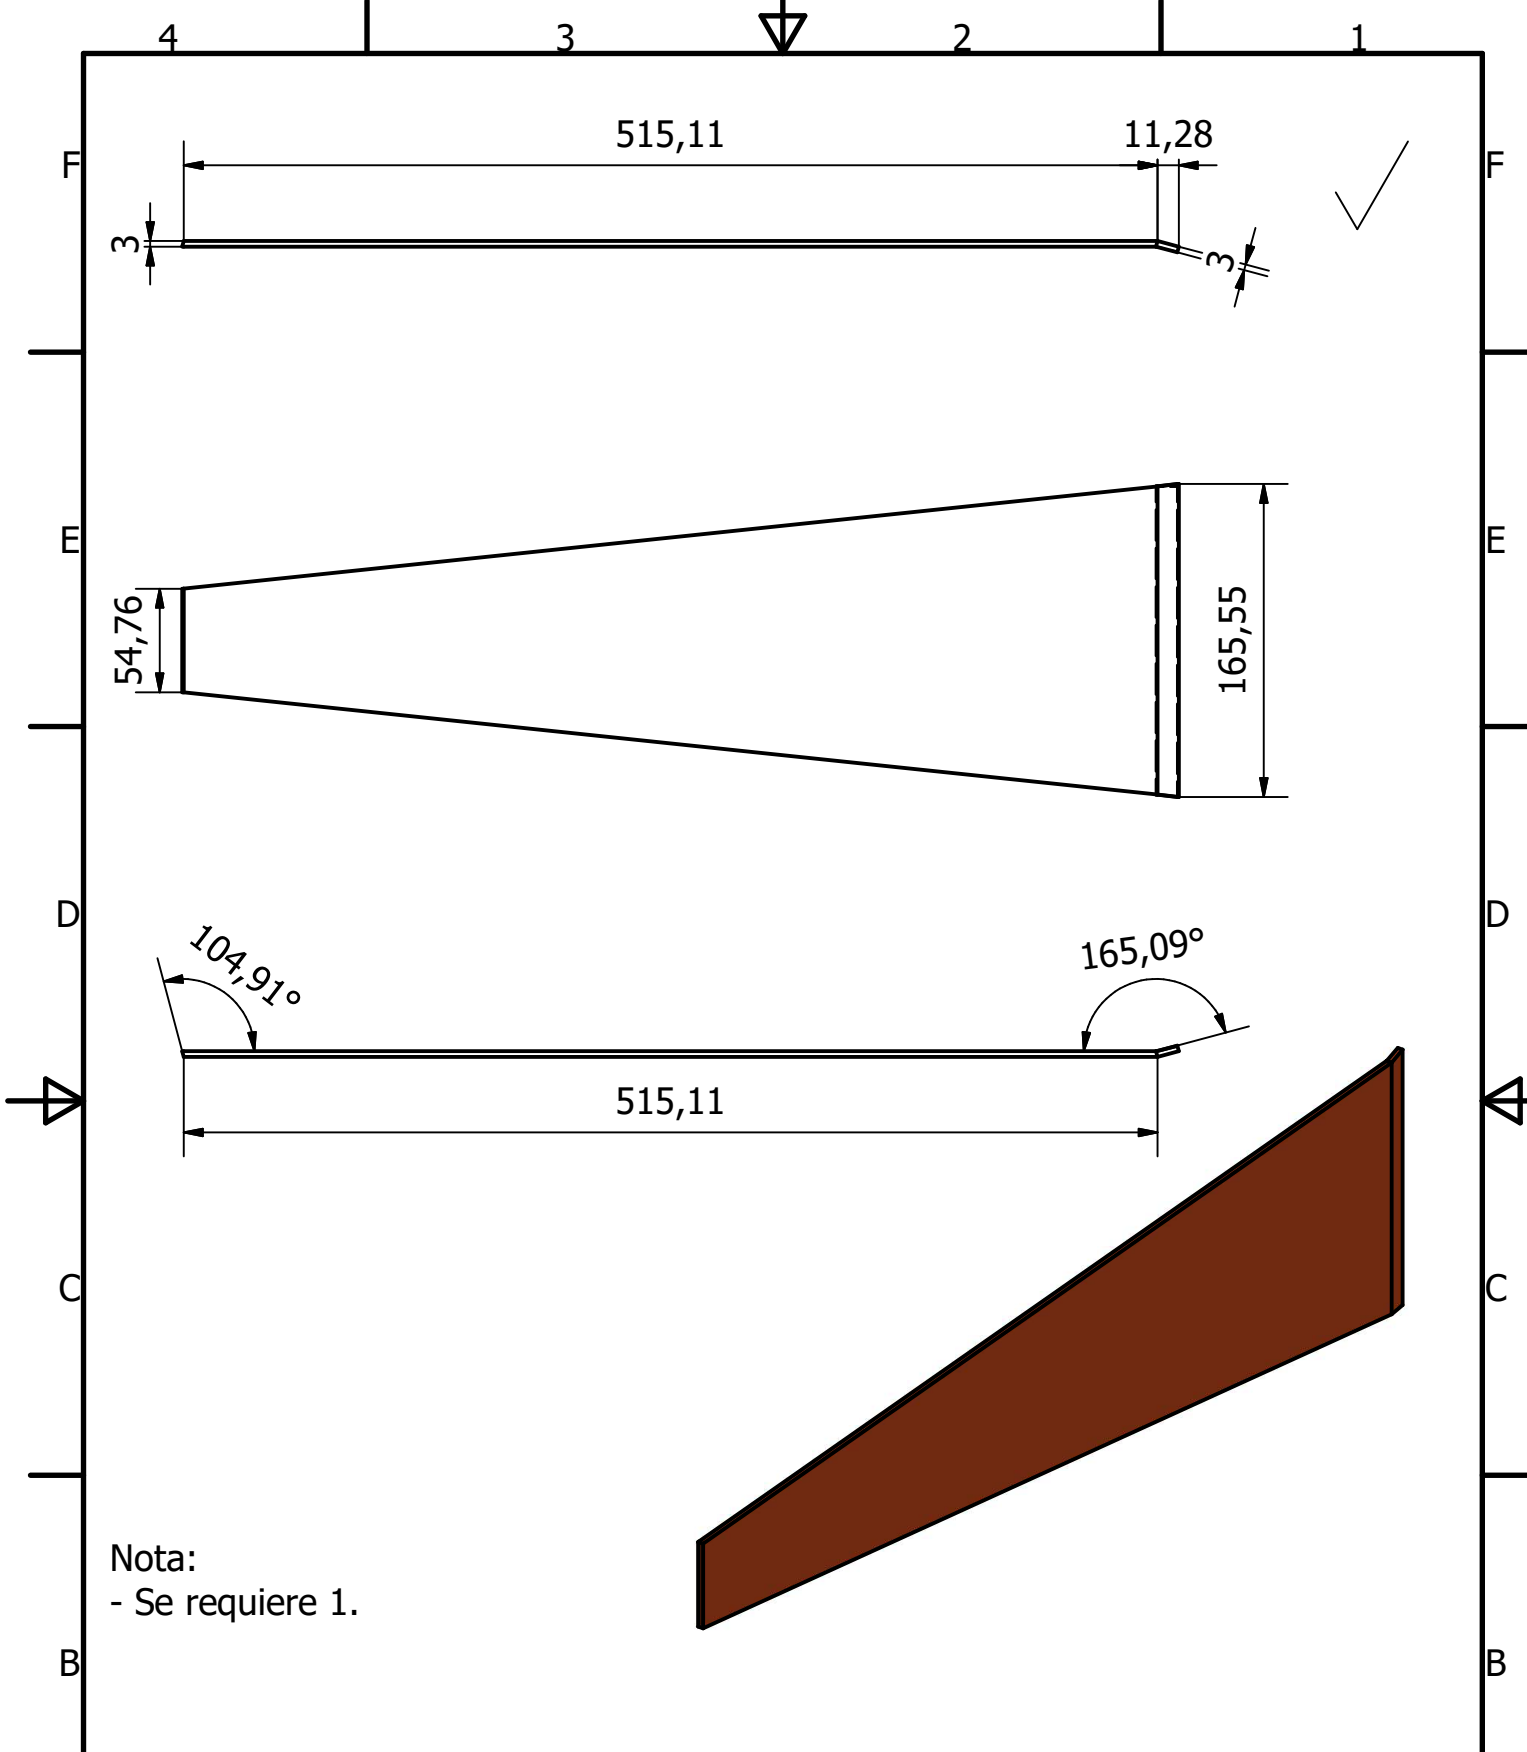 4 3 2 1
515,11 11,28
F F
3
3
E E
54,76
165,55
D D
104,91°
165,09°
515,11
C C
Nota:
- Se requiere 1.
B B